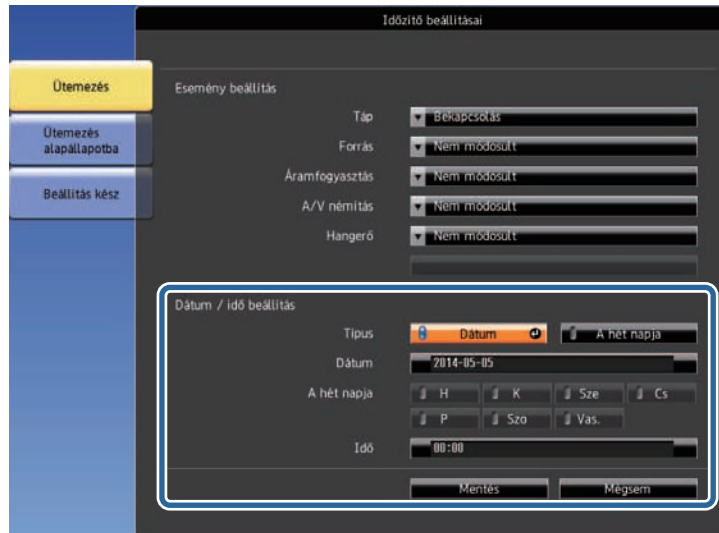 Időzítő beállításai
Ütemezés
Ütemezés
alapállapotba
Beállítás kész
Esemény beállítás
Táp Bekapcsolás
Forrás Nem módosult
Áramfogyasztás Nem módosult
A/V némítás Nem módosult
Hangerő Nem módosult
Dátum / idő beállítás
Típus Dátum A hét napja
Dátum 2014-05-05
A hét napja H K Sze Cs
P Szo Vas.
Idő 00:00
Mentés Mégsem